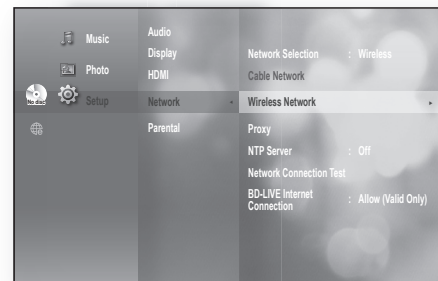 Music
Photo
No disc
Setup
Audio
Display
HDMI
Network ◂
Parental
Network Selection : Wireless
Cable Network
Wireless Network ▸
Proxy
NTP Server : Off
Network Connection Test
BD-LIVE Internet
Connection : Allow (Valid Only)